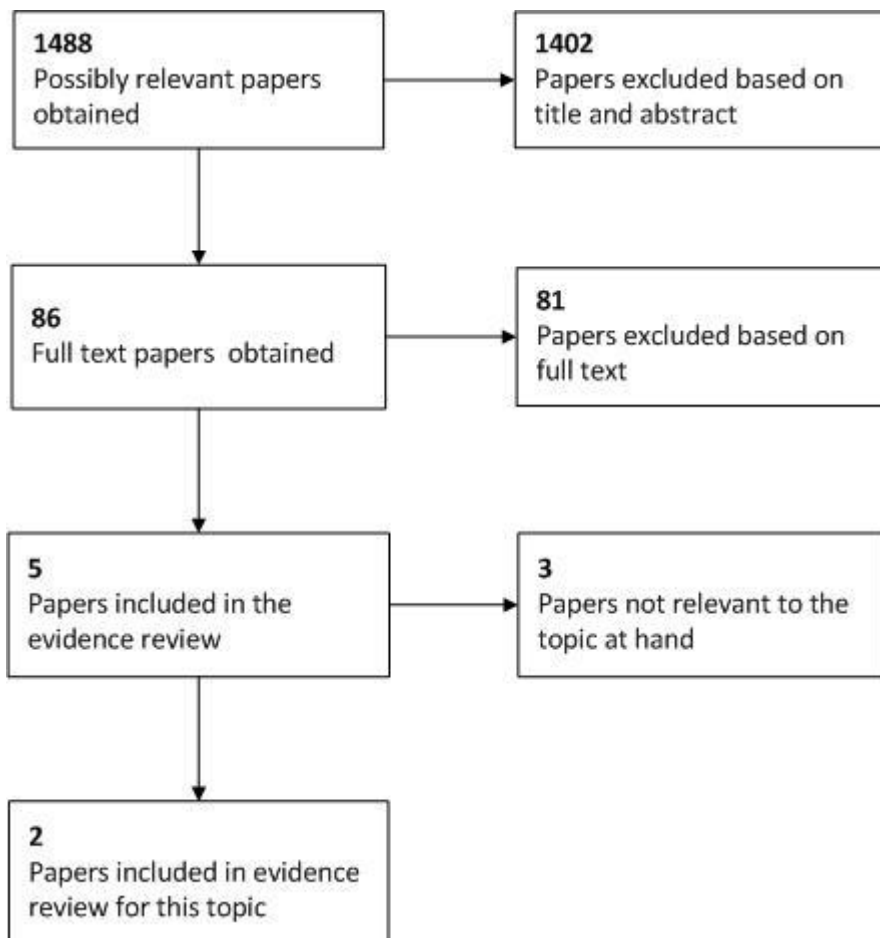 1488
Possibly relevant papers
obtained
1402
Papers excluded based on
title and abstract
86
Full text papers obtained
81
Papers excluded based on
full text
5
Papers included in the
evidence review
3
Papers not relevant to the
topic at hand
2
Papers included in evidence
review for this topic